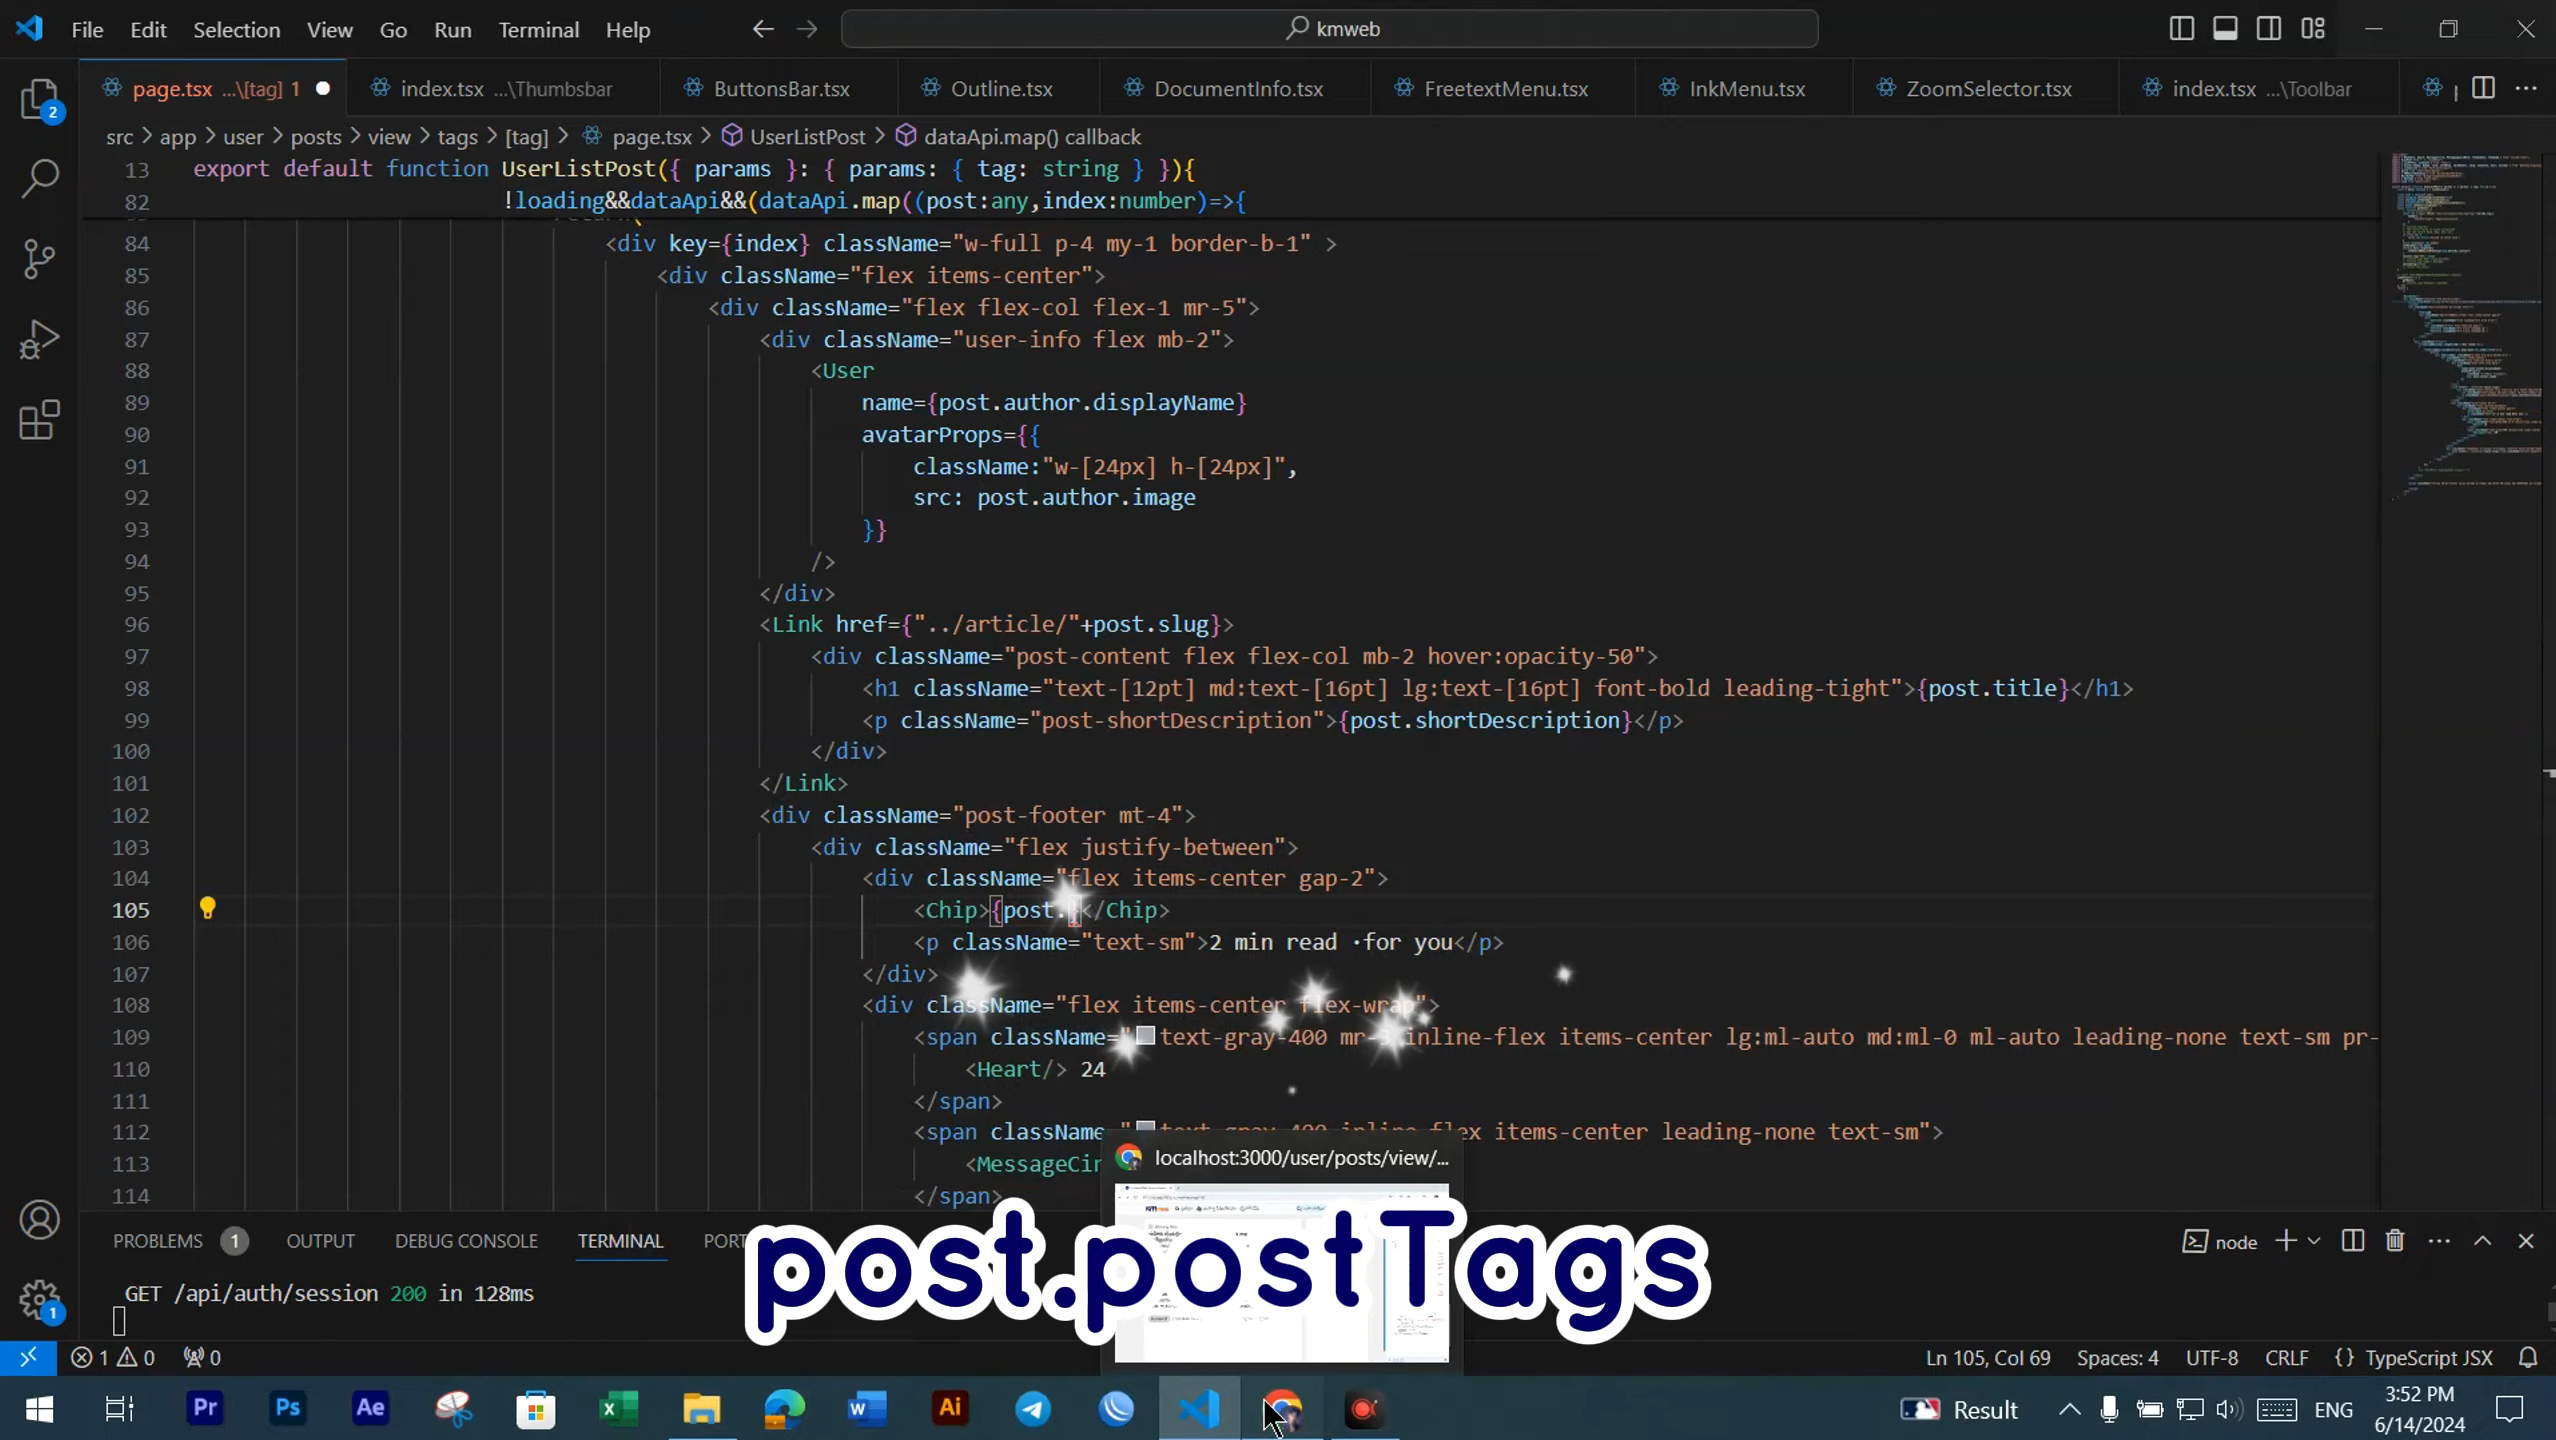 File Edit Selection View Go Run Terminal Help
kmweb
page.tsx ...\[tag] 1
index.tsx ...\Thumbsbar
ButtonsBar.tsx
Outline.tsx
DocumentInfo.tsx
FreetextMenu.tsx
InkMenu.tsx
ZoomSelector.tsx
index.tsx ...\Toolbar
src > app > user > posts > view > tags > [tag] > page.tsx > UserListPost > dataApi.map() callback
13 export default function UserListPost({ params }: { params: { tag: string } }){
82 !loading&&dataApi&&(dataApi.map((post:any,index:number)=>{
84 <div key={index} className="w-full p-4 my-1 border-b-1" >
85 <div className="flex items-center">
86 <div className="flex flex-col flex-1 mr-5">
87 <div className="user-info flex mb-2">
88 <User
89 name={post.author.displayName}
90 avatarProps={{
91 className:"w-[24px] h-[24px]",
92 src: post.author.image
93 }}
94 />
95 </div>
96 <Link href={"../article/"+post.slug}>
97 <div className="post-content flex flex-col mb-2 hover:opacity-50">
98 <h1 className="text-[12pt] md:text-[16pt] lg:text-[16pt] font-bold leading-tight">{post.title}</h1>
99 <p className="post-shortDescription">{post.shortDescription}</p>
100 </div>
101 </Link>
102 <div className="post-footer mt-4">
103 <div className="flex justify-between">
104 <div className="flex items-center gap-2">
105 <Chip>{post.}</Chip>
106 <p className="text-sm">2 min read ·for you</p>
107 </div>
108 <div className="flex items-center flex-wrap">
109 <span className="text-gray-400 mr-3 inline-flex items-center lg:ml-auto md:ml-0 ml-auto leading-none text-sm pr-
110 <Heart/> 24
111 </span>
112 <span className="text-gray-400 inline-flex items-center leading-none text-sm">
113 <MessageCir
114 </span>
localhost:3000/user/posts/view/...
PROBLEMS 1 OUTPUT DEBUG CONSOLE TERMINAL POR
node
post.postTags
GET /api/auth/session 200 in 128ms
1 0 0
Ln 105, Col 69 Spaces: 4 UTF-8 CRLF {} TypeScript JSX
Result
ENG
3:52 PM
6/14/2024